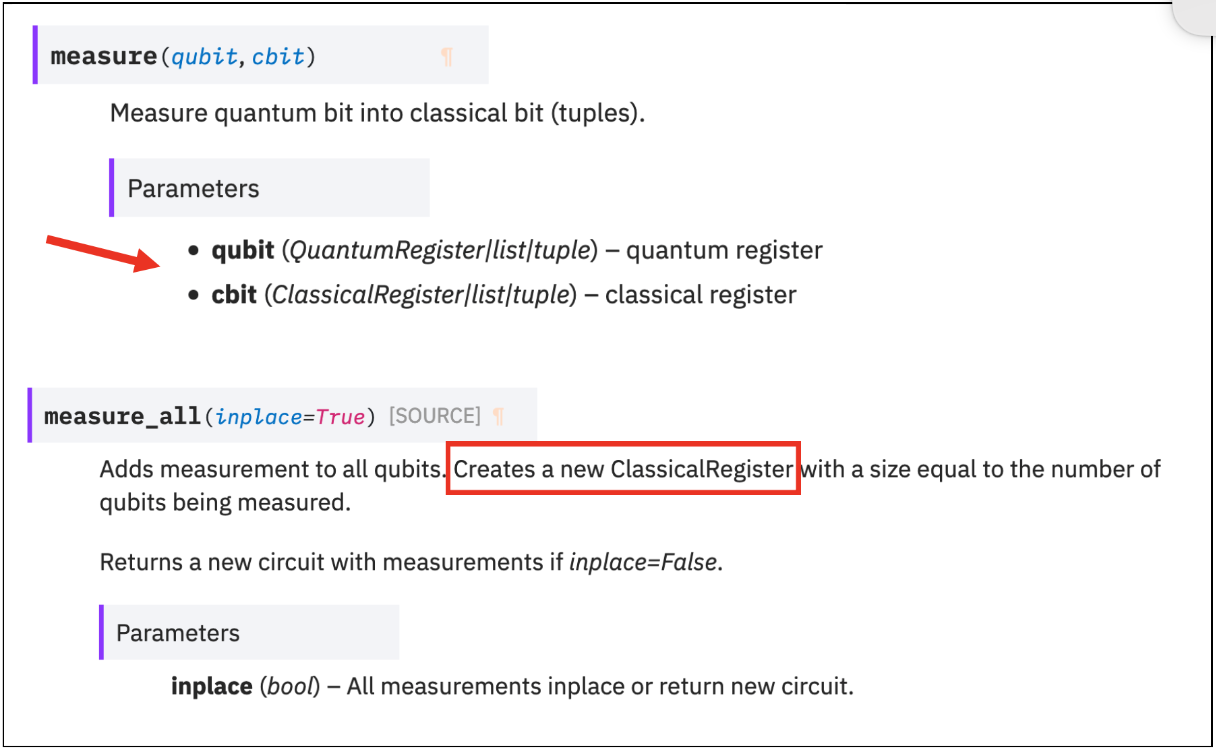 measure(qubit, cbit) ¶
Measure quantum bit into classical bit (tuples).
Parameters
• qubit (QuantumRegister|list|tuple) – quantum register
• cbit (ClassicalRegister|list|tuple) – classical register
measure_all(inplace=True) [SOURCE] ¶
Adds measurement to all qubits. Creates a new ClassicalRegister with a size equal to the number of
qubits being measured.
Returns a new circuit with measurements if inplace=False.
Parameters
inplace (bool) – All measurements inplace or return new circuit.